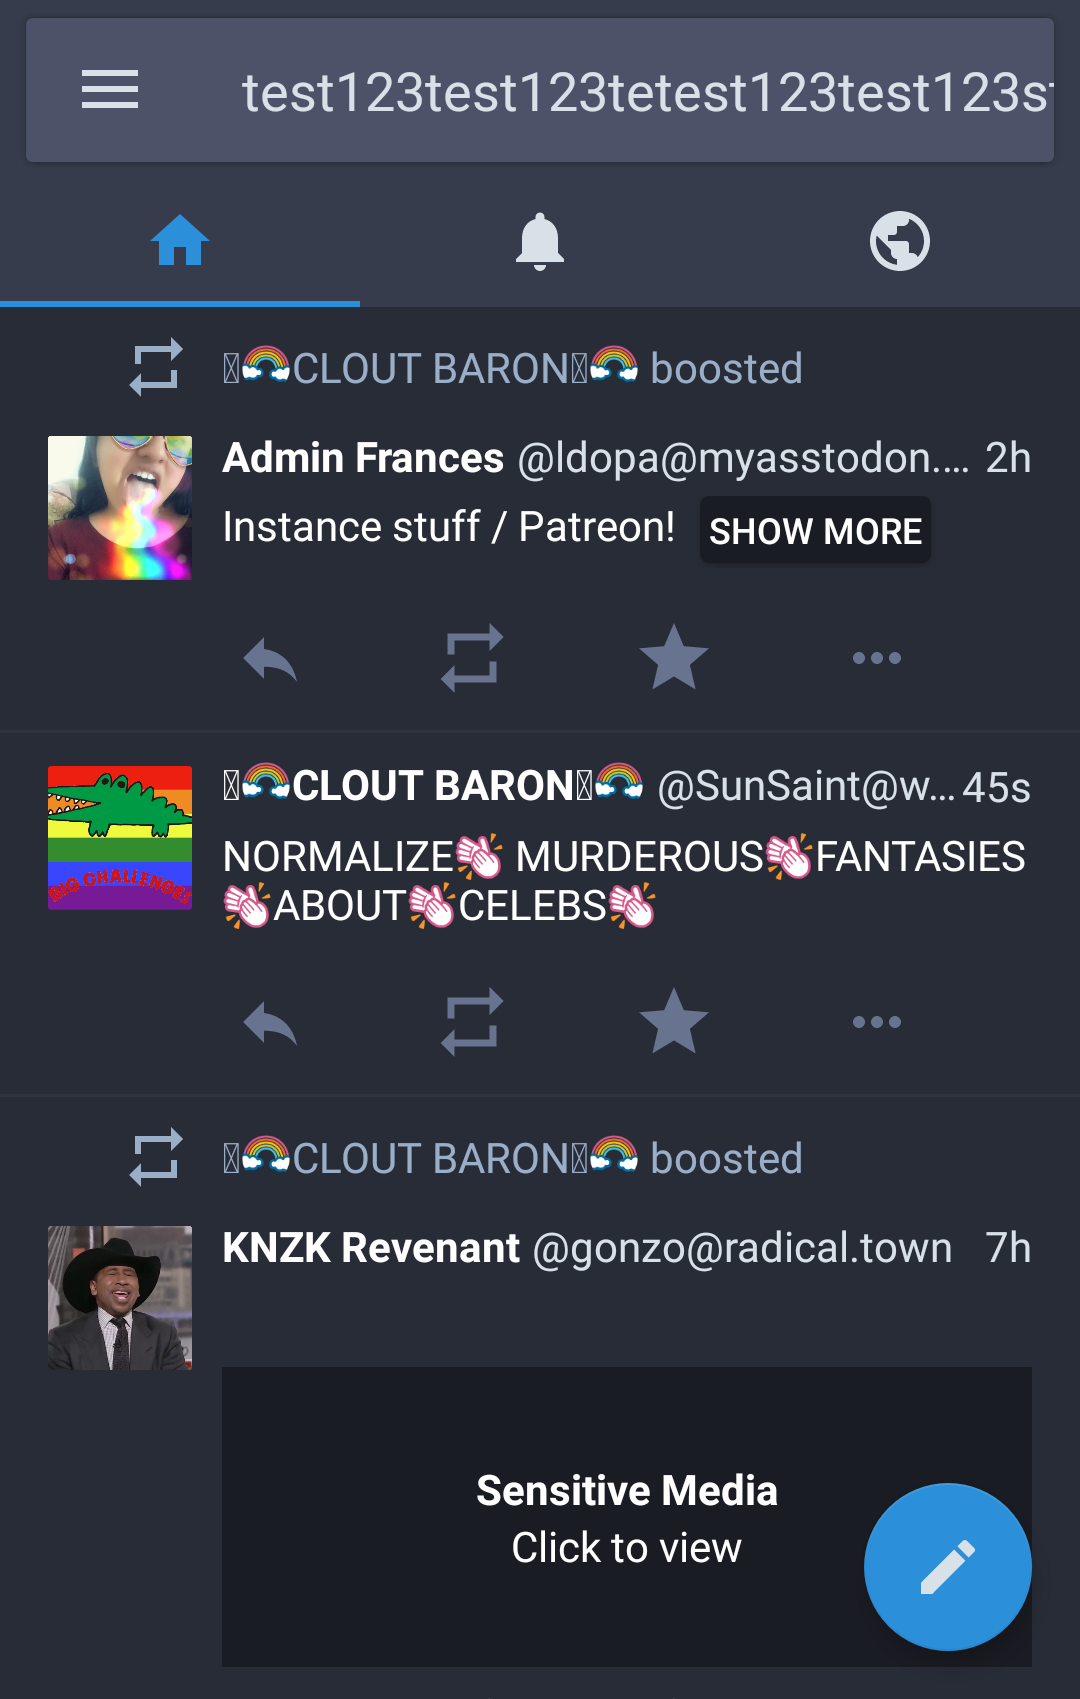 test123test123tetest123test123s
🌈CLOUT BARON🌈 boosted
Admin Frances @ldopa@myasstodon.… 2h
Instance stuff / Patreon! SHOW MORE
🌈CLOUT BARON🌈 @SunSaint@w… 45s
BIG CHALLENGES
NORMALIZE👏 MURDEROUS👏FANTASIES
👏ABOUT👏CELEBS👏
🌈CLOUT BARON🌈 boosted
KNZK Revenant @gonzo@radical.town 7h
Sensitive Media
Click to view